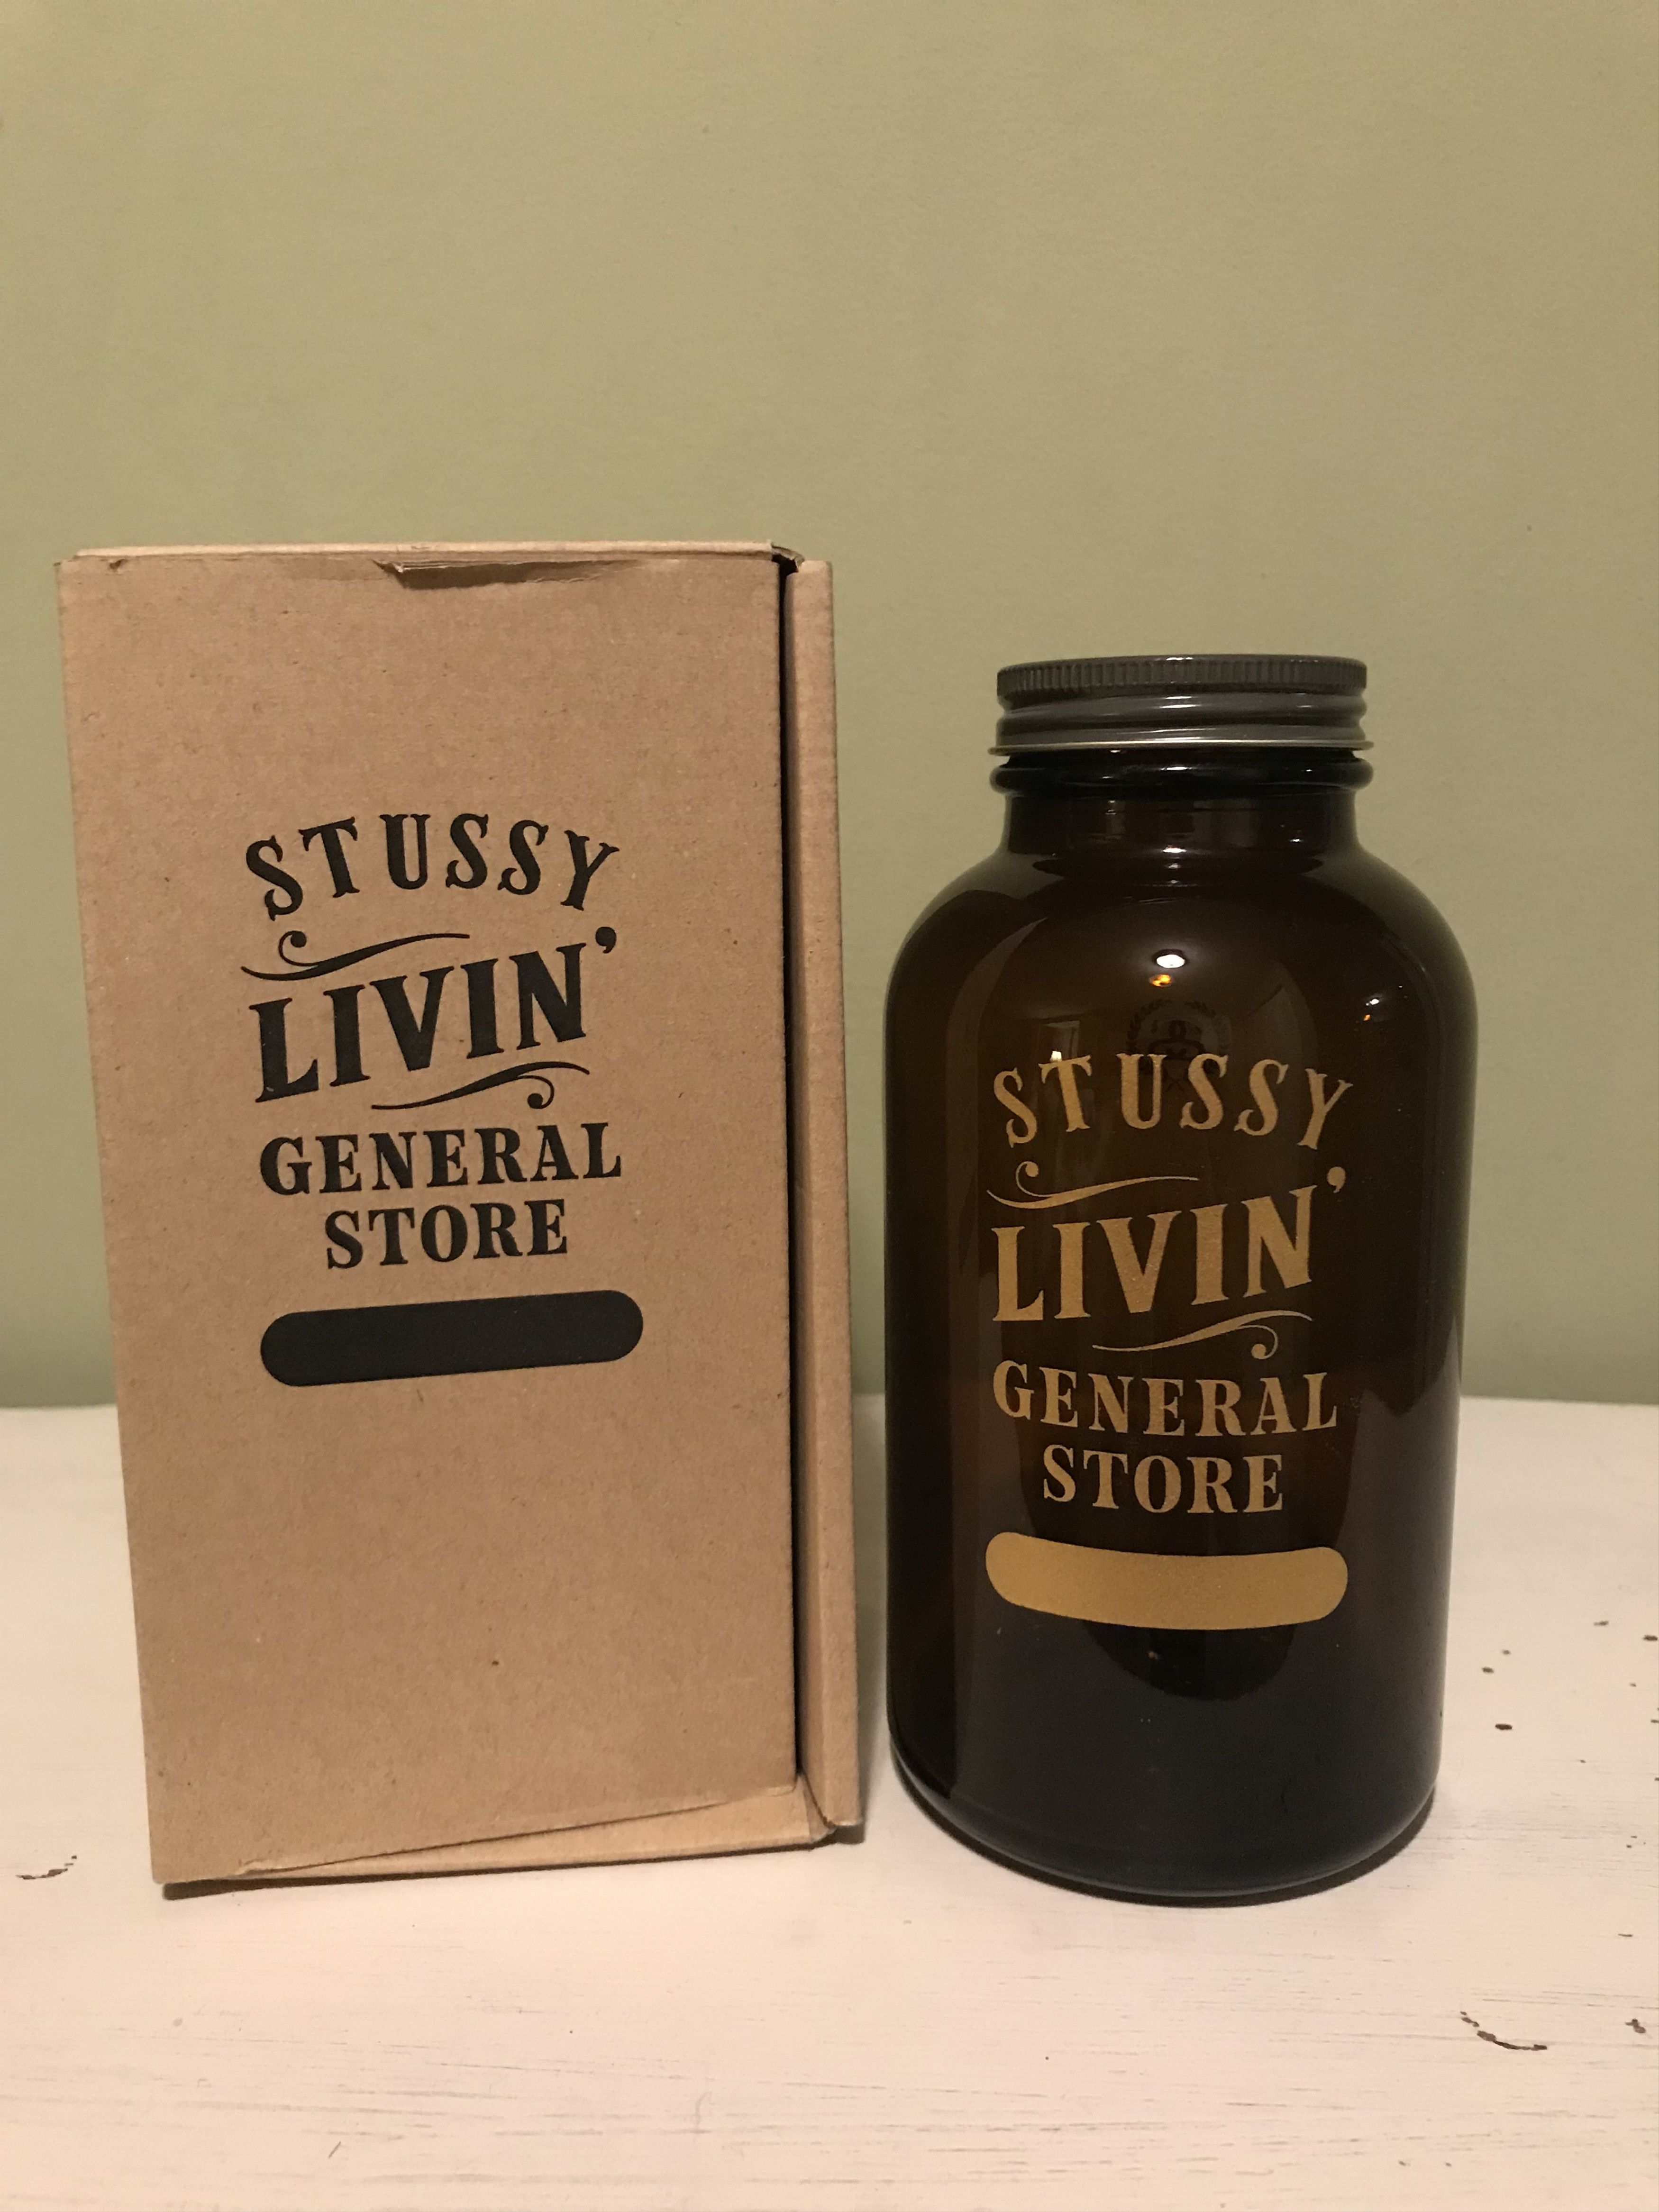 STUSSY
LIVIN'
GENERAL
STORE
STUSSY
LIVIN'
GENERAL
STORE